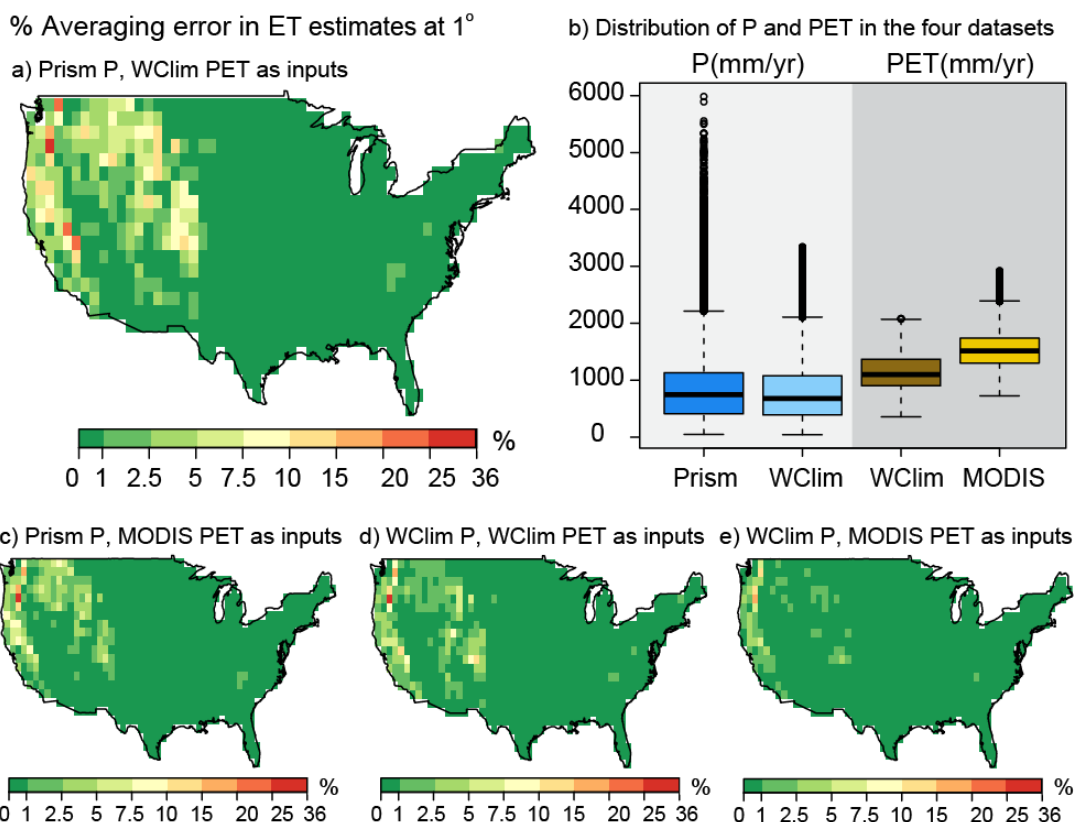 % Averaging error in ET estimates at 1°
a) Prism P, WClim PET as inputs
0 1 2.5 5 7.5 10 15 20 25 36 %
b) Distribution of P and PET in the four datasets
P(mm/yr) PET(mm/yr)
6000
5000
4000
3000
2000
1000
0
Prism WClim WClim MODIS
c) Prism P, MODIS PET as inputs
0 1 2.5 5 7.5 10 15 20 25 36 %
d) WClim P, WClim PET as inputs
0 1 2.5 5 7.5 10 15 20 25 36 %
e) WClim P, MODIS PET as inputs
0 1 2.5 5 7.5 10 15 20 25 36 %